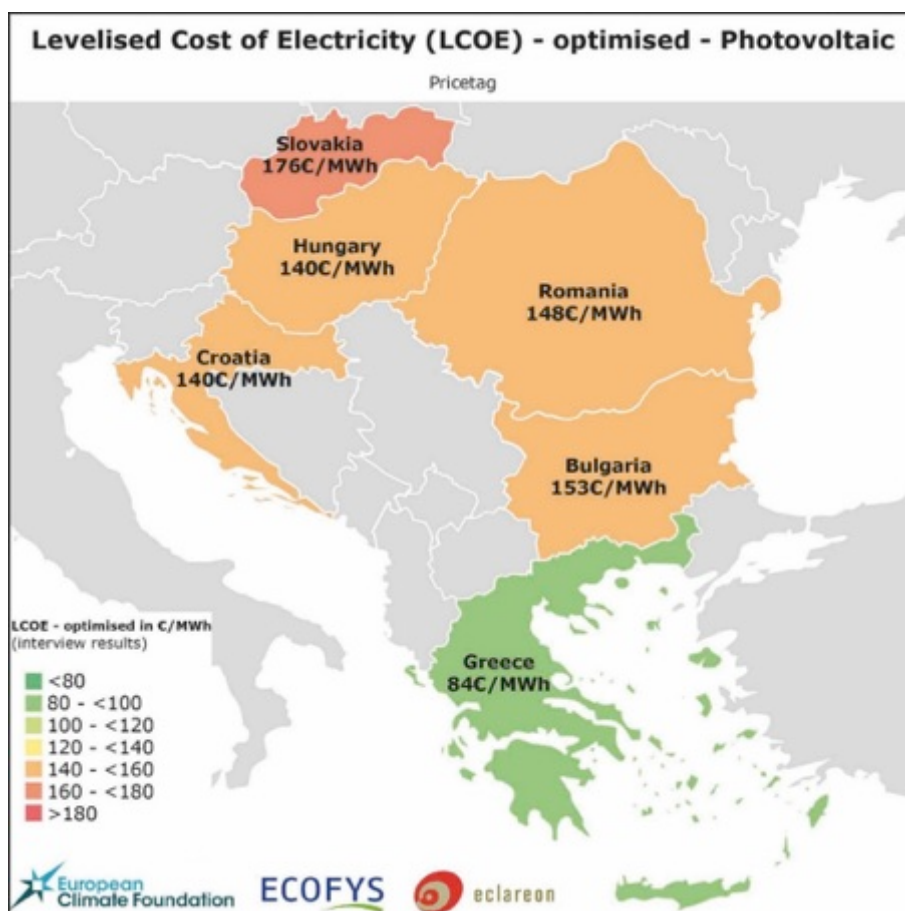 Levelised Cost of Electricity (LCOE) - optimised - Photovoltaic
Pricetag
Slovakia
176€/MWh
Hungary
140€/MWh
Romania
148€/MWh
Croatia
140€/MWh
Bulgaria
153€/MWh
Greece
84€/MWh
LCOE - optimised in €/MWh
(interview results)
<80
80 - <100
100 - <120
120 - <140
140 - <160
160 - <180
>180
European
Climate Foundation
ECOFYS
eclareon